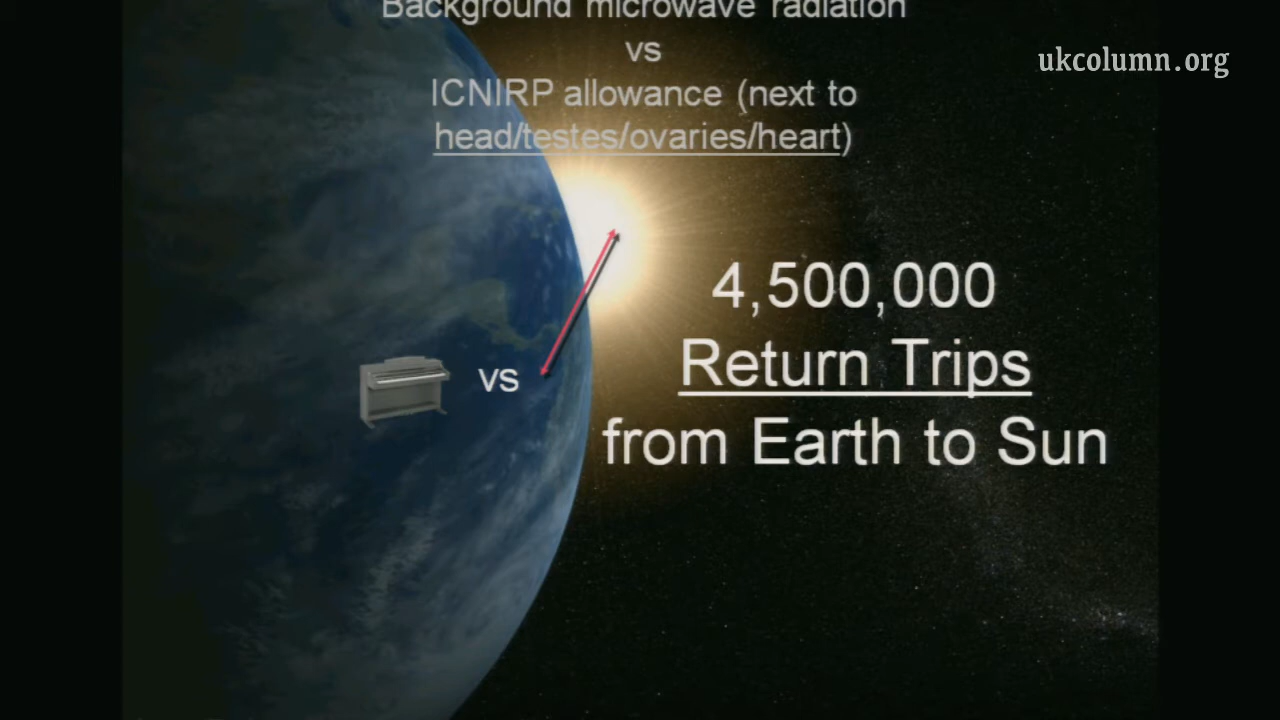 Background microwave radiation
vs
ICNIRP allowance (next to
head/testes/ovaries/heart)
ukcolumn.org
4,500,000
Return Trips
from Earth to Sun
vs